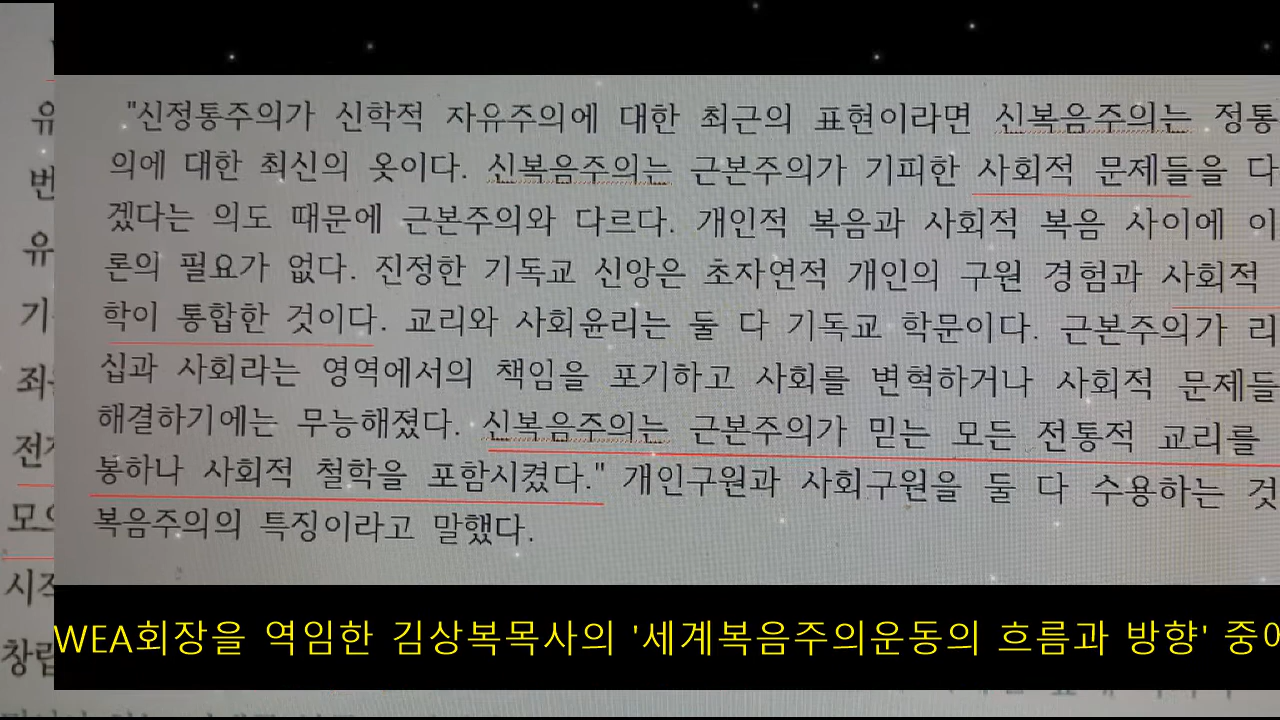 "신정통주의가 신학적 자유주의에 대한 최근의 표현이라면 신복음주의는 정통
의에 대한 최신의 옷이다. 신복음주의는 근본주의가 기피한 사회적 문제들을 다
겠다는 의도 때문에 근본주의와 다르다. 개인적 복음과 사회적 복음 사이에 이
론의 필요가 없다. 진정한 기독교 신앙은 초자연적 개인의 구원 경험과 사회적
학이 통합한 것이다. 교리와 사회윤리는 둘 다 기독교 학문이다. 근본주의가 리
십과 사회라는 영역에서의 책임을 포기하고 사회를 변혁하거나 사회적 문제들
해결하기에는 무능해졌다. 신복음주의는 근본주의가 믿는 모든 전통적 교리를
봉하나 사회적 철학을 포함시켰다." 개인구원과 사회구원을 둘 다 수용하는 것
복음주의의 특징이라고 말했다.
WEA회장을 역임한 김상복목사의 '세계복음주의운동의 흐름과 방향' 중에
유
번
유
기
죄
전
모
시작
창립